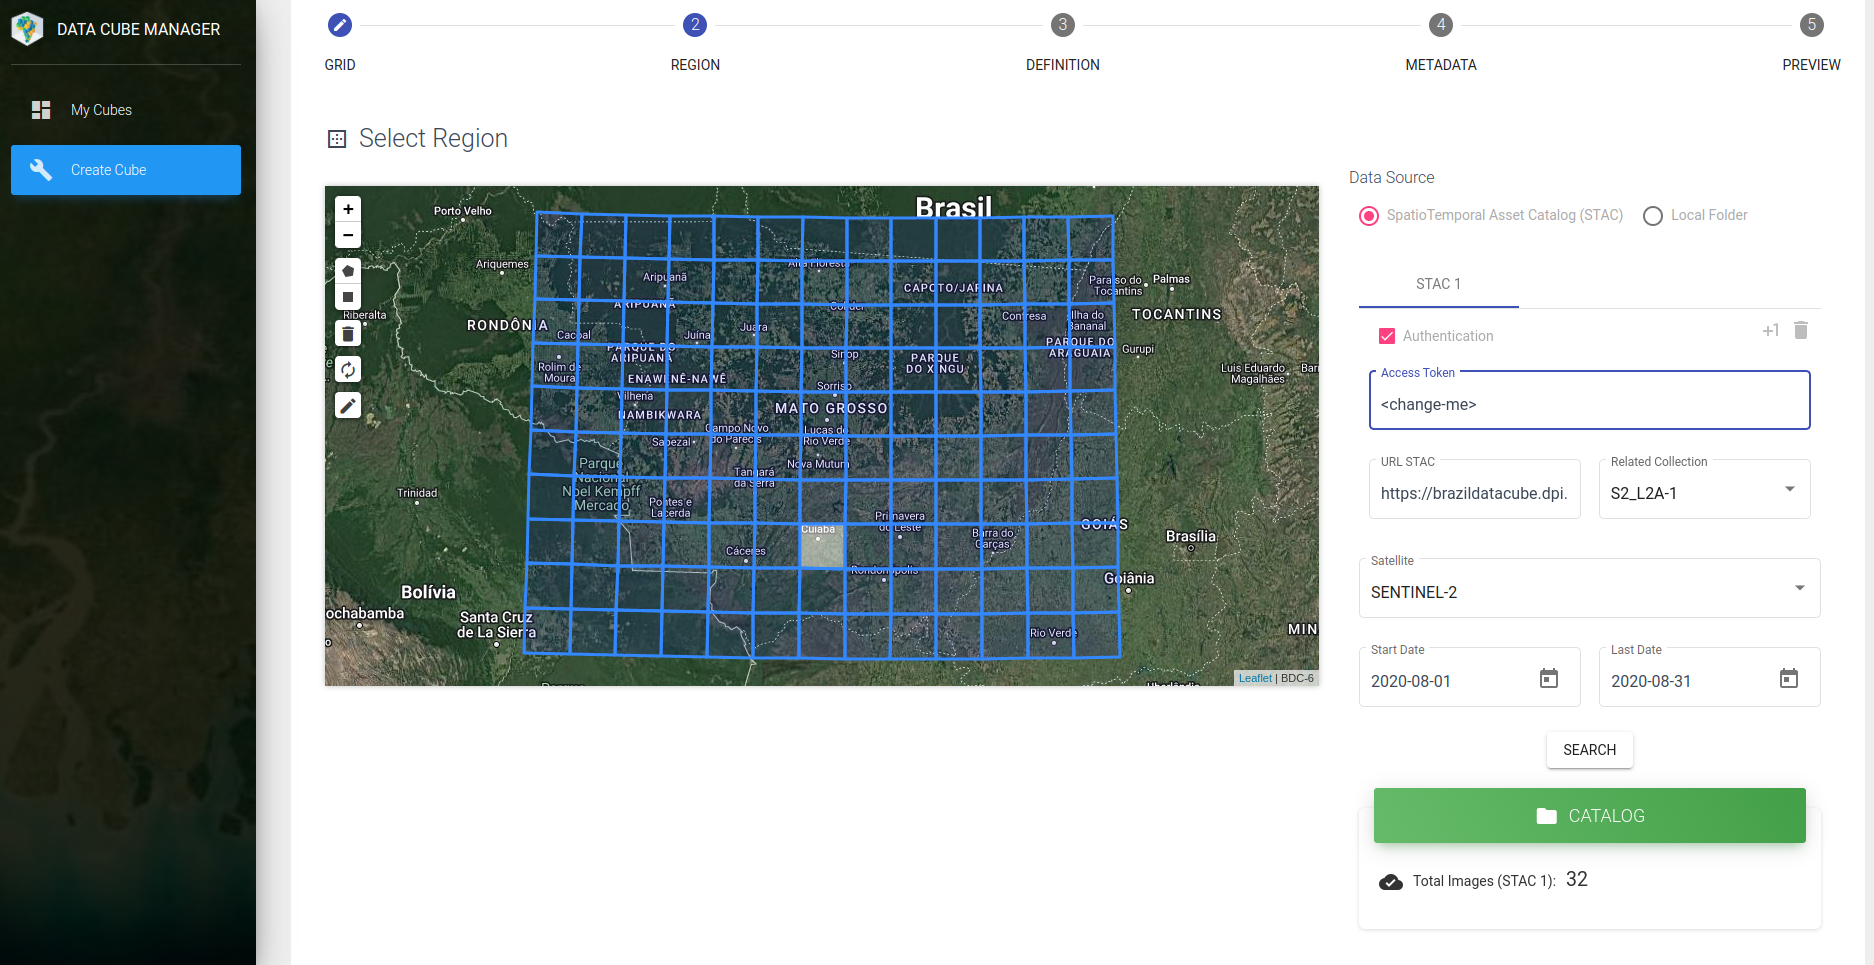 DATA CUBE MANAGER
My Cubes
Create Cube
2
3
4
5
GRID
REGION
DEFINITION
METADATA
PREVIEW
Select Region
+
−
Brasil
Porto Velho
Ariquemes
Aripuanã
Alta Floresta
CAPOTO/JARINA
Paraíso do
Tocantins
Palmas
ARIPUANÃ
Colíder
Riberalta
RONDÔNIA
Cacoal
Juína
Juara
Confresa
Ilha do
Bananal
TOCANTINS
PARQUE DO
ARIPUANÃ
Sinop
PARQUE
DO XINGU
PARQUE DO
ARAGUAIA
Gurupi
Rolim de
Moura
ENAWENÊ-NAWÊ
Sorriso
Luis Eduardo
Magalhães
Vilhena
NAMBIKWARA
MATO GROSSO
Campo Novo
do Parecis
Lucas do
Rio Verde
Sapezal
Parque
Nacional
Noel Kempff
Mercado
Tangará
da Serra
Nova Mutum
Trinidad
Pontes e
Lacerda
Primavera
do Leste
GOIÁS
Cuiabá
Barra do
Garças
Brasília
Cáceres
Rondonópolis
Goiânia
Bolívia
ochabamba
Santa Cruz
de La Sierra
Rio Verde
MIN
Leaflet | BDC-6
Data Source
SpatioTemporal Asset Catalog (STAC)
Local Folder
STAC 1
Authentication
+1
Access Token
<change-me>
URL STAC
https://brazildatacube.dpi.
Related Collection
S2_L2A-1
Satellite
SENTINEL-2
Start Date
2020-08-01
Last Date
2020-08-31
SEARCH
CATALOG
Total Images (STAC 1): 32